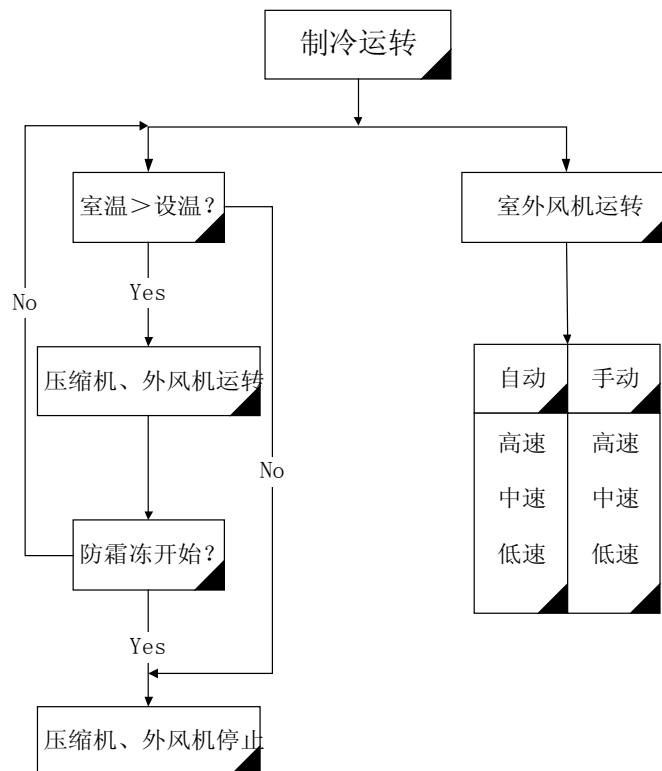 制冷运转
室温＞设温?
室外风机运转
No
Yes
压缩机、外风机运转
自动
手动
高速
高速
No
中速
中速
防霜冻开始?
低速
低速
Yes
压缩机、外风机停止